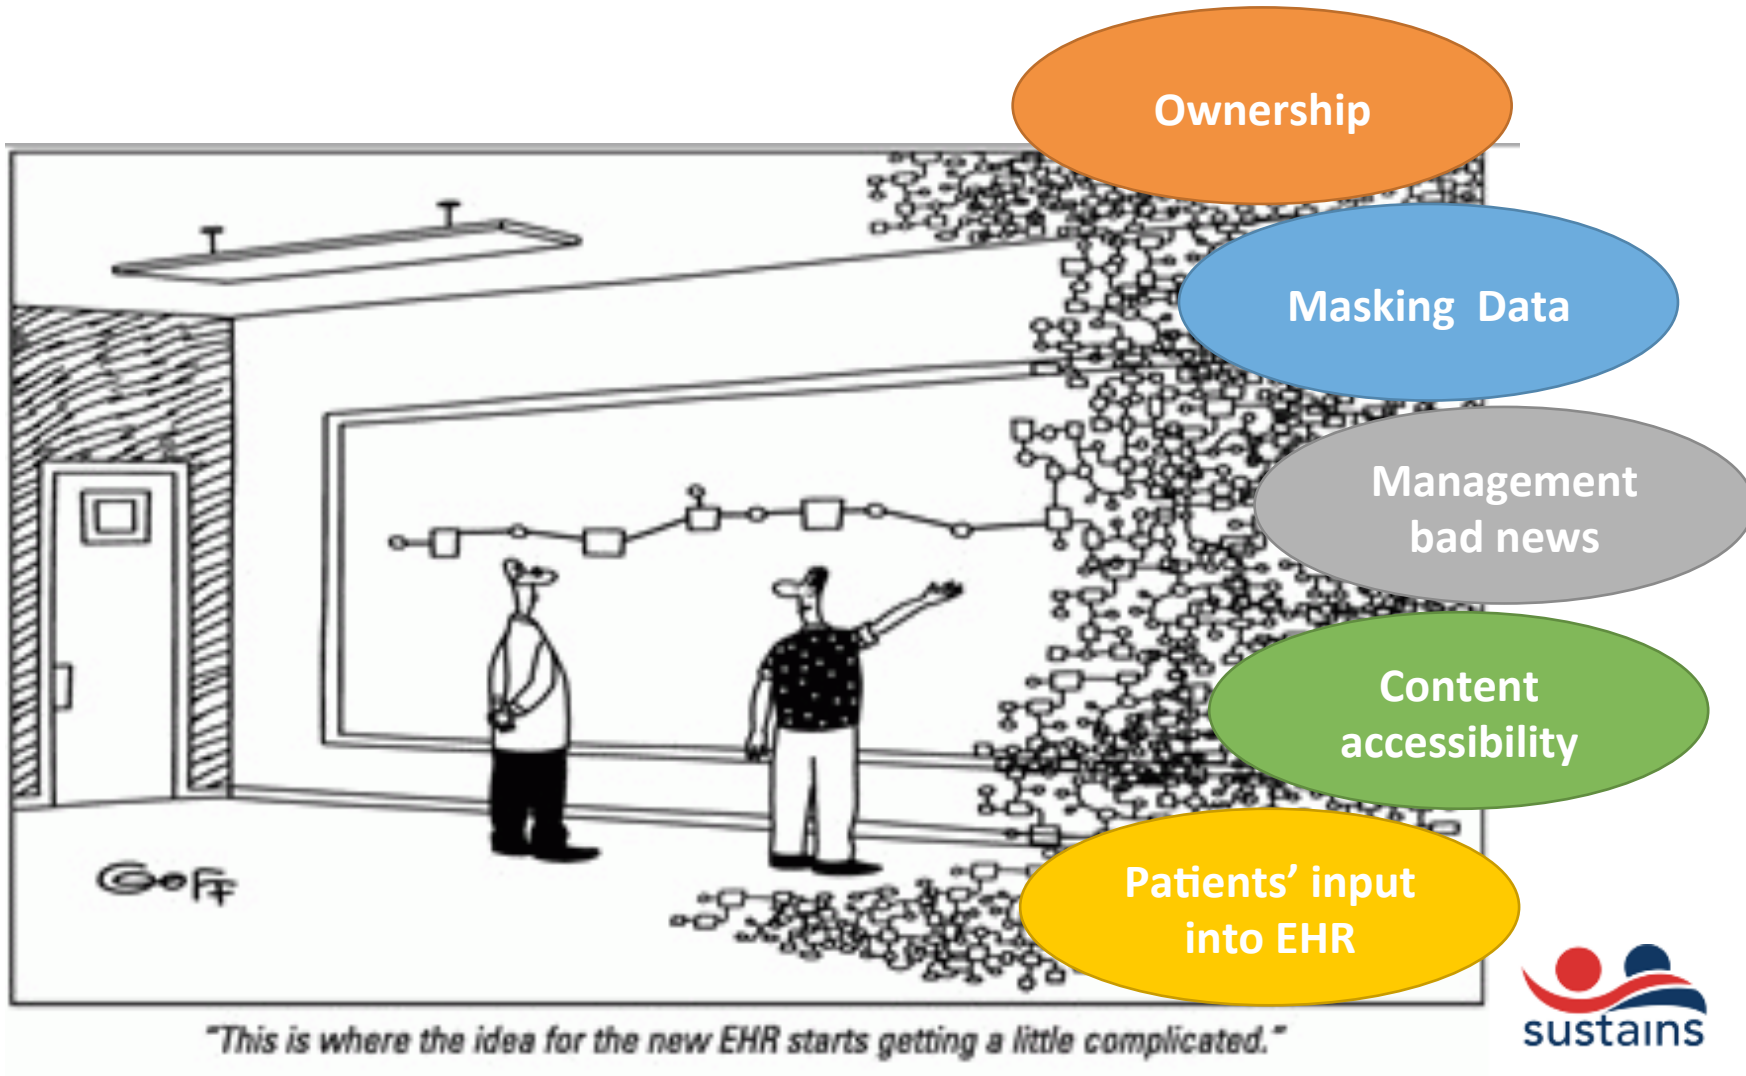 Ownership
Masking Data
Management
bad news
Content
accessibility
Patients’ input
into EHR
GOFF
"This is where the idea for the new EHR starts getting a little complicated."
sustains